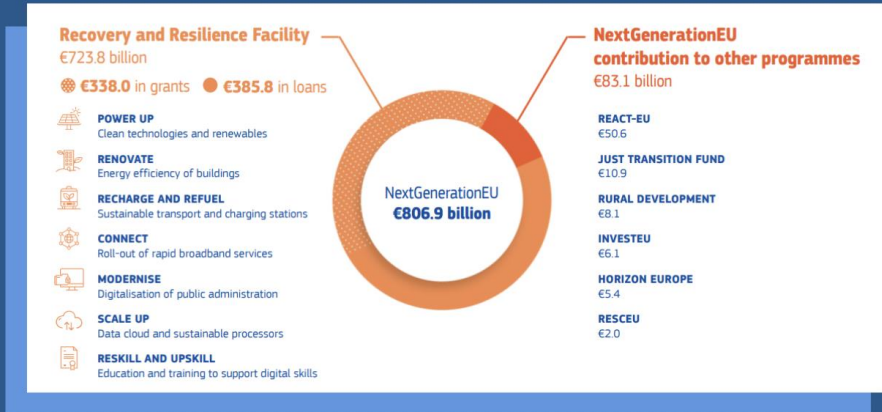 Recovery and Resilience Facility
€723.8 billion
€338.0 in grants €385.8 in loans
POWER UP
Clean technologies and renewables
RENOVATE
Energy efficiency of buildings
RECHARGE AND REFUEL
Sustainable transport and charging stations
CONNECT
Roll-out of rapid broadband services
MODERNISE
Digitalisation of public administration
SCALE UP
Data cloud and sustainable processors
RESKILL AND UPSKILL
Education and training to support digital skills
NextGenerationEU
€806.9 billion
NextGenerationEU
contribution to other programmes
€83.1 billion
REACT-EU
€50.6
JUST TRANSITION FUND
€10.9
RURAL DEVELOPMENT
€8.1
INVESTEU
€6.1
HORIZON EUROPE
€5.4
RESCEU
€2.0